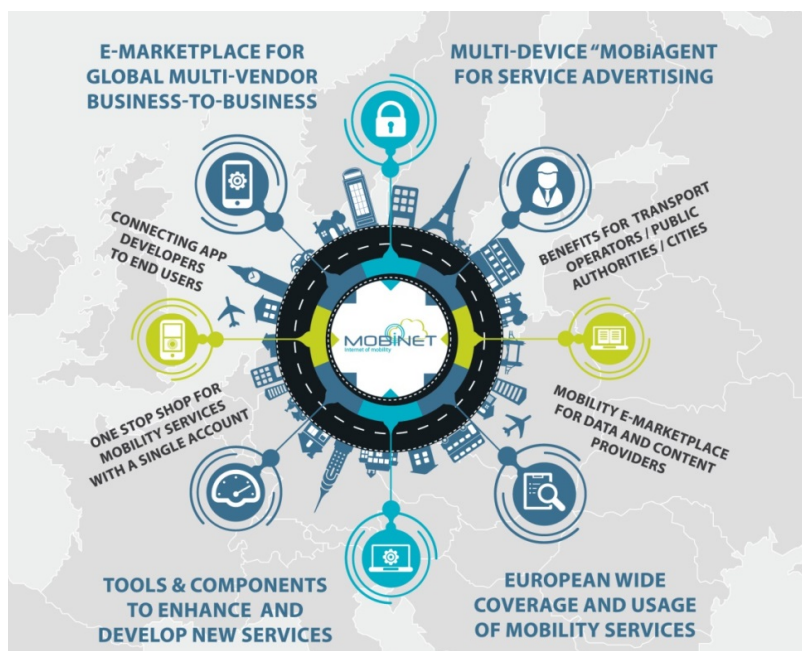 E-MARKETPLACE FOR
GLOBAL MULTI-VENDOR
BUSINESS-TO-BUSINESS
MULTI-DEVICE “MOBiAGENT
FOR SERVICE ADVERTISING
CONNECTING APP
DEVELOPERS
TO END USERS
BENEFITS FOR TRANSPORT
OPERATORS / PUBLIC
AUTHORITIES / CITIES
MOBiNET
internet of mobility
ONE STOP SHOP FOR
MOBILITY SERVICES
WITH A SINGLE ACCOUNT
MOBILITY E-MARKETPLACE
FOR DATA AND CONTENT
PROVIDERS
TOOLS & COMPONENTS
TO ENHANCE AND
DEVELOP NEW SERVICES
EUROPEAN WIDE
COVERAGE AND USAGE
OF MOBILITY SERVICES